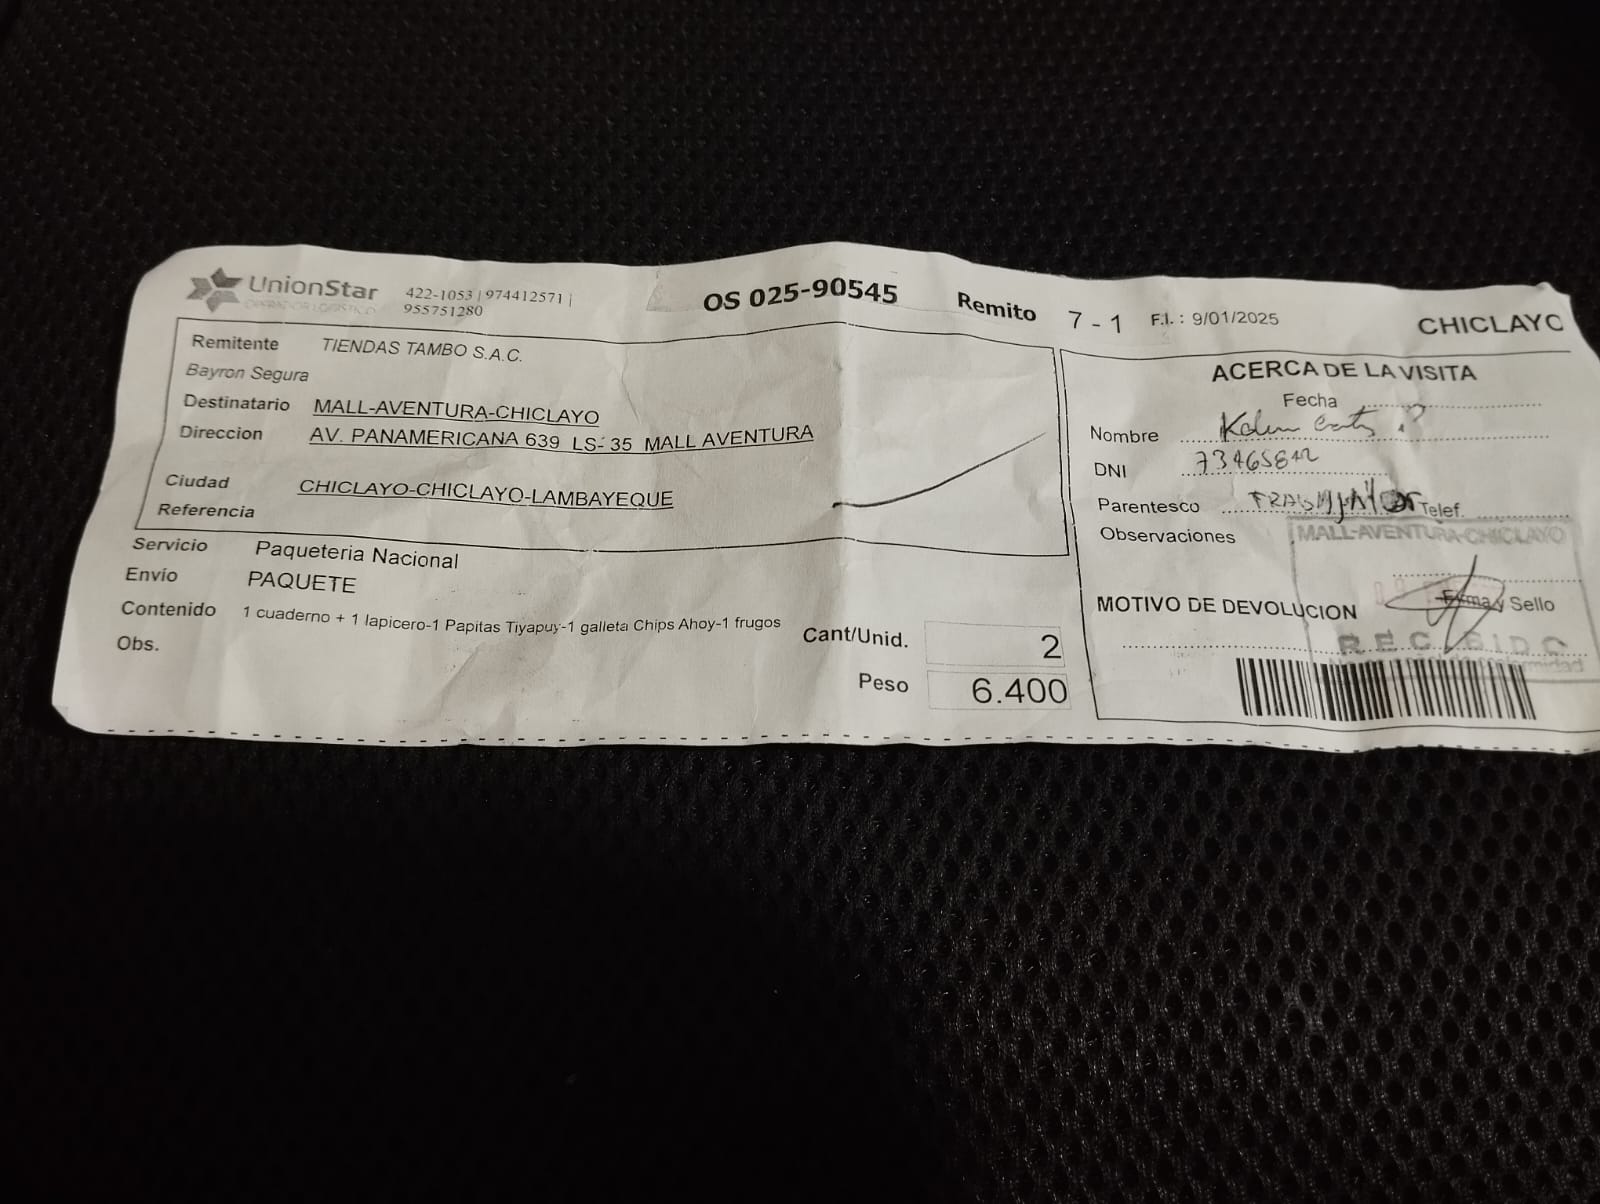 UnionStar
OPERADOR LOGISTICO
422-1053 | 974412571 |
955751280
OS 025-90545
Remito 7 - 1
F.I. : 9/01/2025
CHICLAYO
Remitente TIENDAS TAMBO S.A.C.
Bayron Segura
Destinatario MALL-AVENTURA-CHICLAYO
Direccion AV. PANAMERICANA 639 LS- 35 MALL AVENTURA
Ciudad CHICLAYO-CHICLAYO-LAMBAYEQUE
Referencia
Servicio Paqueteria Nacional
Envio PAQUETE
Contenido 1 cuaderno + 1 lapicero-1 Papitas Tiyapuy-1 galleta Chips Ahoy-1 frugos
Obs.
Cant/Unid. 2
Peso 6.400
ACERCA DE LA VISITA
Fecha
Nombre
DNI
Parentesco Telef.
Observaciones
MALL-AVENTURA-CHICLAYO
MOTIVO DE DEVOLUCION
Firma y Sello
RECIBIDO